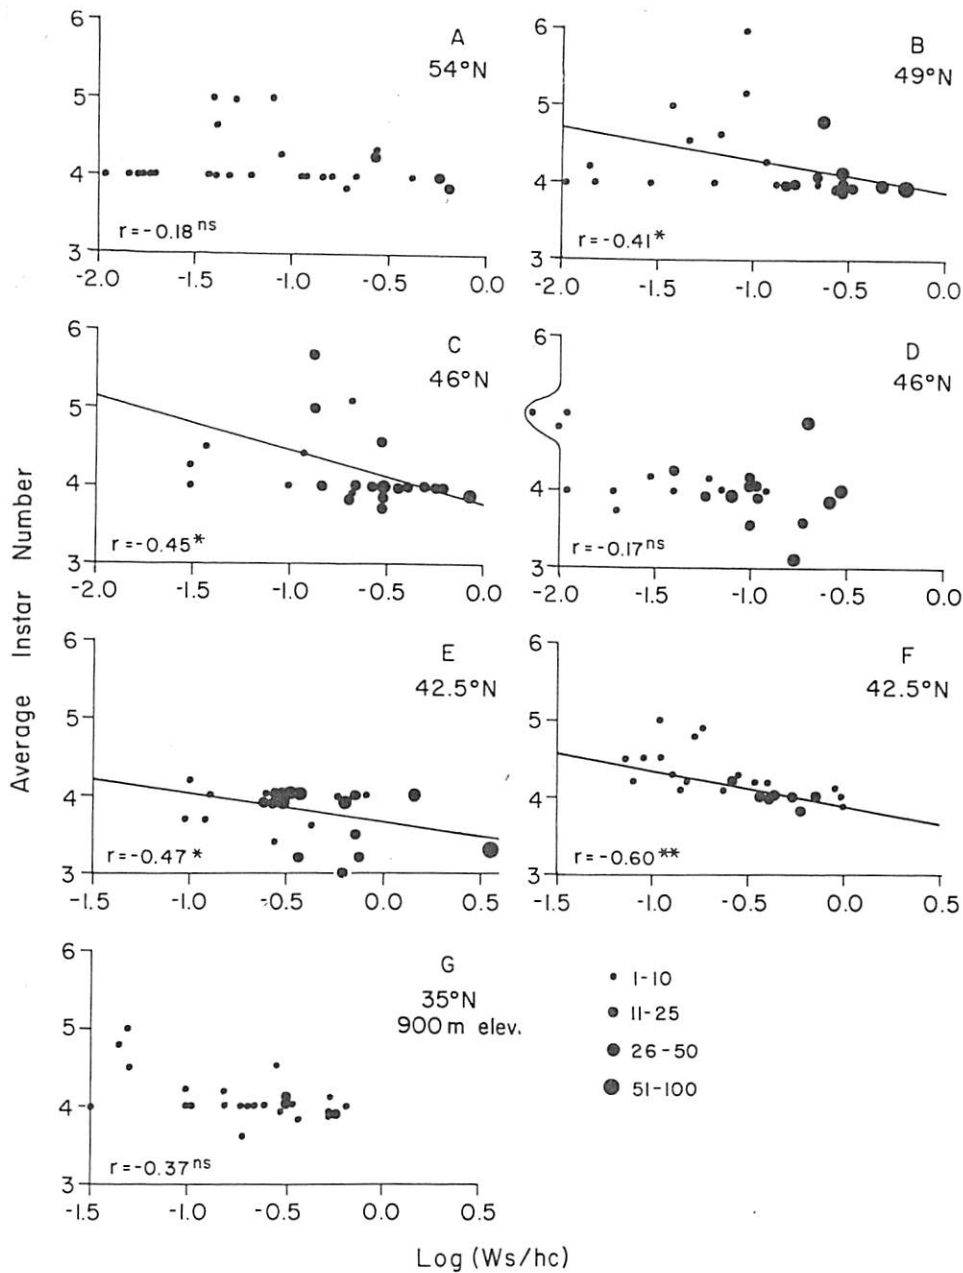 6
5
4
3
-2.0 -1.5 -1.0 -0.5 0.0
A
54°N
r=-0.18 ns
6
5
4
3
-2.0 -1.5 -1.0 -0.5 0.0
B
49°N
r=-0.41*
6
5
4
3
-2.0 -1.5 -1.0 -0.5 0.0
C
46°N
r=-0.45*
6
4
3
-2.0 -1.5 -1.0 -0.5 0.0
D
46°N
r=-0.17 ns
Average Instar Number
6
5
4
3
-1.5 -1.0 -0.5 0.0 0.5
E
42.5°N
r=-0.47*
6
5
4
3
-1.5 -1.0 -0.5 0.0 0.5
F
42.5°N
r=-0.60**
6
5
4
3
-1.5 -1.0 -0.5 0.0 0.5
G
35°N
900 m elev.
r=-0.37 ns
1-10
11-25
26-50
51-100
Log (Ws/hc)